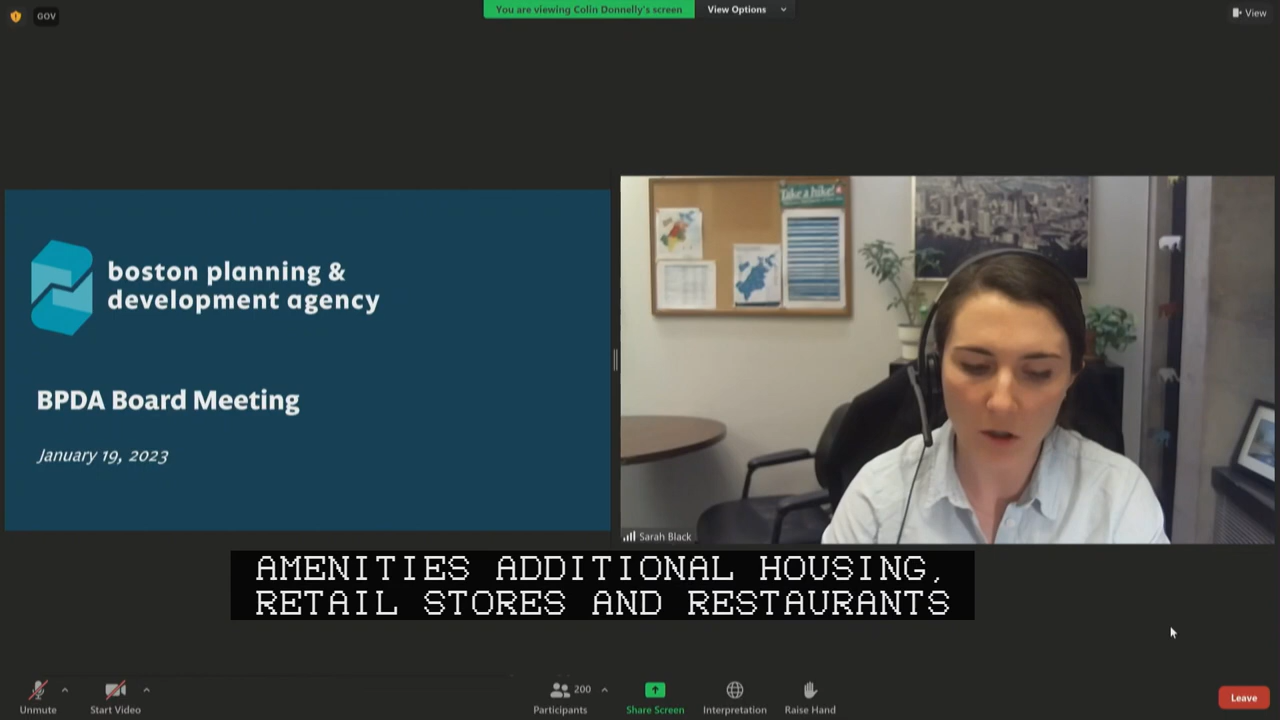 GOV
You are viewing Colin Donnelly's screen
View Options
View
boston planning &
development agency
BPDA Board Meeting
January 19, 2023
Take a hike!
Sarah Black
AMENITIES ADDITIONAL HOUSING,
RETAIL STORES AND RESTAURANTS
200
Unmute
Start Video
Participants
Share Screen
Interpretation
Raise Hand
Leave